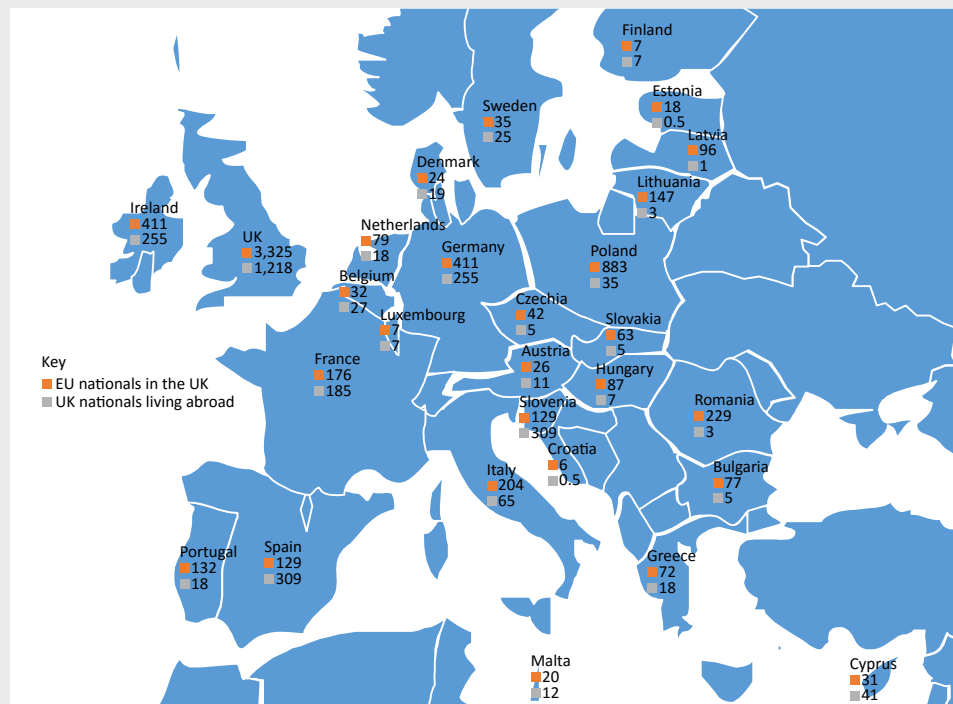 Finland
7
7
Estonia
18
0.5
Sweden
35
25
Latvia
96
1
Denmark
24
19
Lithuania
147
3
Ireland
411
255
UK
3,325
1,218
Netherlands
79
18
Germany
411
255
Poland
883
35
Belgium
32
27
Czechia
42
5
Luxembourg
7
7
Slovakia
63
5
Key
EU nationals in the UK
UK nationals living abroad
France
176
185
Austria
26
11
Hungary
87
7
Slovenia
129
309
Romania
229
3
Croatia
6
0.5
Italy
204
65
Bulgaria
77
5
Portugal
132
18
Spain
129
309
Greece
72
18
Malta
20
12
Cyprus
31
41